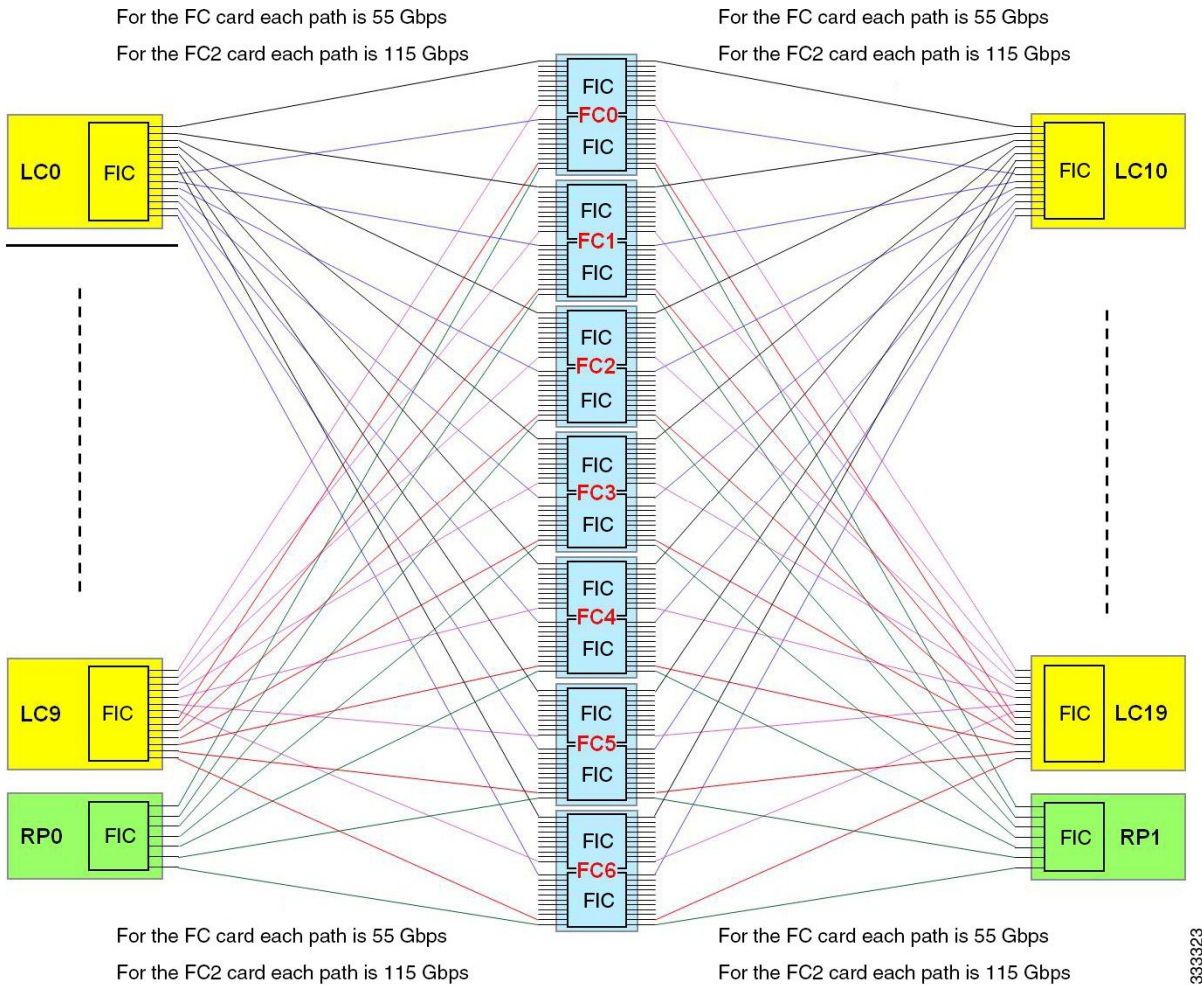 For the FC card each path is 55 Gbps
For the FC2 card each path is 115 Gbps
For the FC card each path is 55 Gbps
For the FC2 card each path is 115 Gbps
LC0
FIC
FIC
FC0
FIC
FIC
LC10
FIC
FC1
FIC
FIC
FC2
FIC
FIC
FC3
FIC
FIC
FC4
FIC
LC9
FIC
FIC
FC5
FIC
FIC
LC19
RP0
FIC
FIC
FC6
FIC
FIC
RP1
For the FC card each path is 55 Gbps
For the FC2 card each path is 115 Gbps
For the FC card each path is 55 Gbps
For the FC2 card each path is 115 Gbps
333323